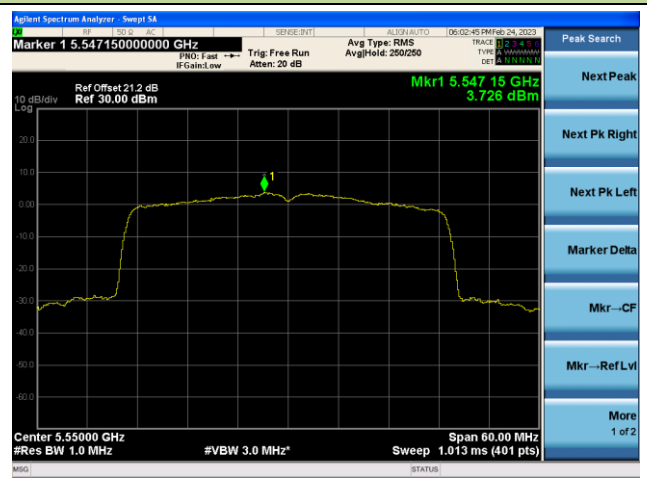 Agilent Spectrum Analyzer - Swept SA
RF 50 Ω AC SENSE:INT ALIGN AUTO 06:02:45 PM Feb 24, 2023
Marker 1 5.547150000000 GHz
PNO: Fast
IFGain:Low
Trig: Free Run
Atten: 20 dB
Avg Type: RMS
Avg|Hold: 250/250
TRACE 1 2 3 4 5 6
TYPE A WWWWW
DET A N N N N N
Peak Search
Next Peak
Next Pk Right
Next Pk Left
Marker Delta
Mkr→CF
Mkr→Ref Lvl
More
1 of 2
Ref Offset 21.2 dB
10 dB/div Ref 30.00 dBm
Log
Mkr1 5.547 15 GHz
3.726 dBm
20.0
10.0
0.00
-10.0
-20.0
-30.0
-40.0
-50.0
-60.0
1
Center 5.55000 GHz Span 60.00 MHz
#Res BW 1.0 MHz #VBW 3.0 MHz* Sweep 1.013 ms (401 pts)
MSG STATUS